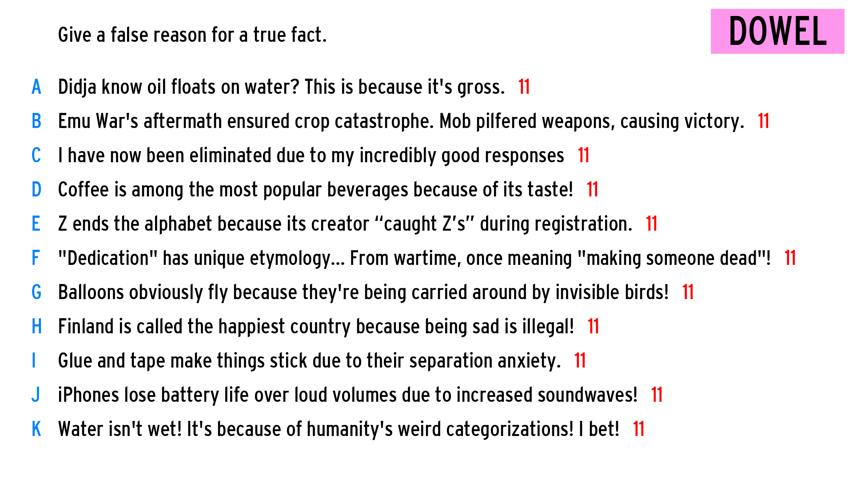 Give a false reason for a true fact.
DOWEL
A Didja know oil floats on water? This is because it's gross. 11
B Emu War's aftermath ensured crop catastrophe. Mob pilfered weapons, causing victory. 11
C I have now been eliminated due to my incredibly good responses 11
D Coffee is among the most popular beverages because of its taste! 11
E Z ends the alphabet because its creator “caught Z’s” during registration. 11
F "Dedication" has unique etymology... From wartime, once meaning "making someone dead"! 11
G Balloons obviously fly because they're being carried around by invisible birds! 11
H Finland is called the happiest country because being sad is illegal! 11
I Glue and tape make things stick due to their separation anxiety. 11
J iPhones lose battery life over loud volumes due to increased soundwaves! 11
K Water isn't wet! It's because of humanity's weird categorizations! I bet! 11